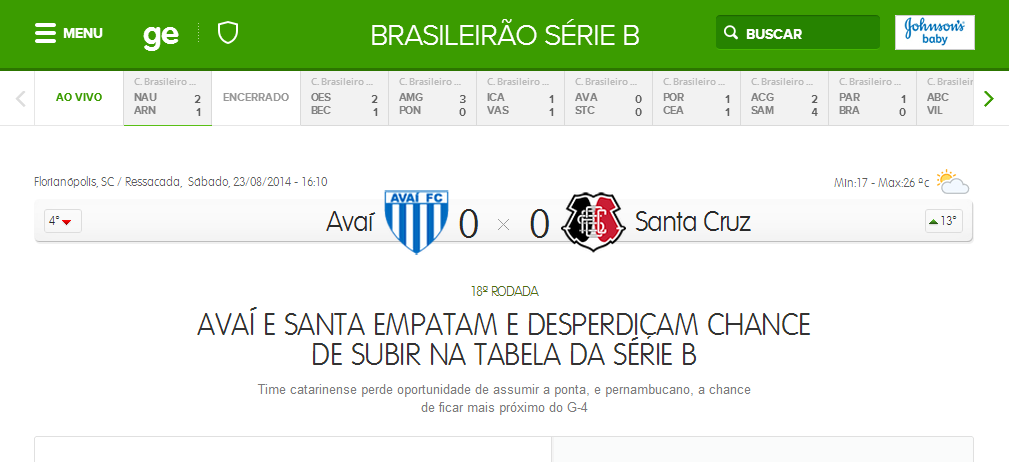 MENU
ge
BRASILEIRÃO SÉRIE B
BUSCAR
Johnson's
baby
AO VIVO
C. Brasileiro ...
NAU 2
ARN 1
ENCERRADO
C. Brasileiro ...
OES 2
BEC 1
C. Brasileiro ...
AMG 3
PON 0
C. Brasileiro ...
ICA 1
VAS 1
C. Brasileiro ...
AVA 0
STC 0
C. Brasileiro ...
POR 1
CEA 1
C. Brasileiro ...
ACG 2
SAM 4
C. Brasileiro ...
PAR 1
BRA 0
C. Brasileir
ABC
VIL
Florianópolis, SC / Ressacada, Sábado, 23/08/2014 - 16:10
Min:17 - Max:26 ºc
4°
Avaí
AVAÍ FC
0 × 0
Santa Cruz
13°
18º RODADA
AVAÍ E SANTA EMPATAM E DESPERDIÇAM CHANCE
DE SUBIR NA TABELA DA SÉRIE B
Time catarinense perde oportunidade de assumir a ponta, e pernambucano, a chance
de ficar mais próximo do G-4